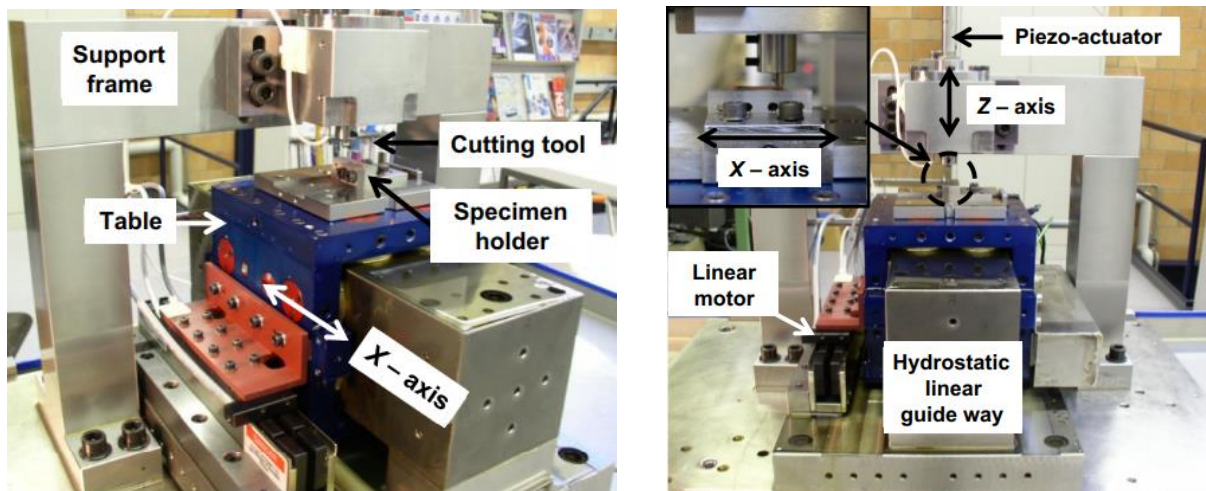 Support
frame
Cutting tool
Specimen
holder
Table
X – axis
Piezo-actuator
Z – axis
X – axis
Linear
motor
Hydrostatic
linear
guide way